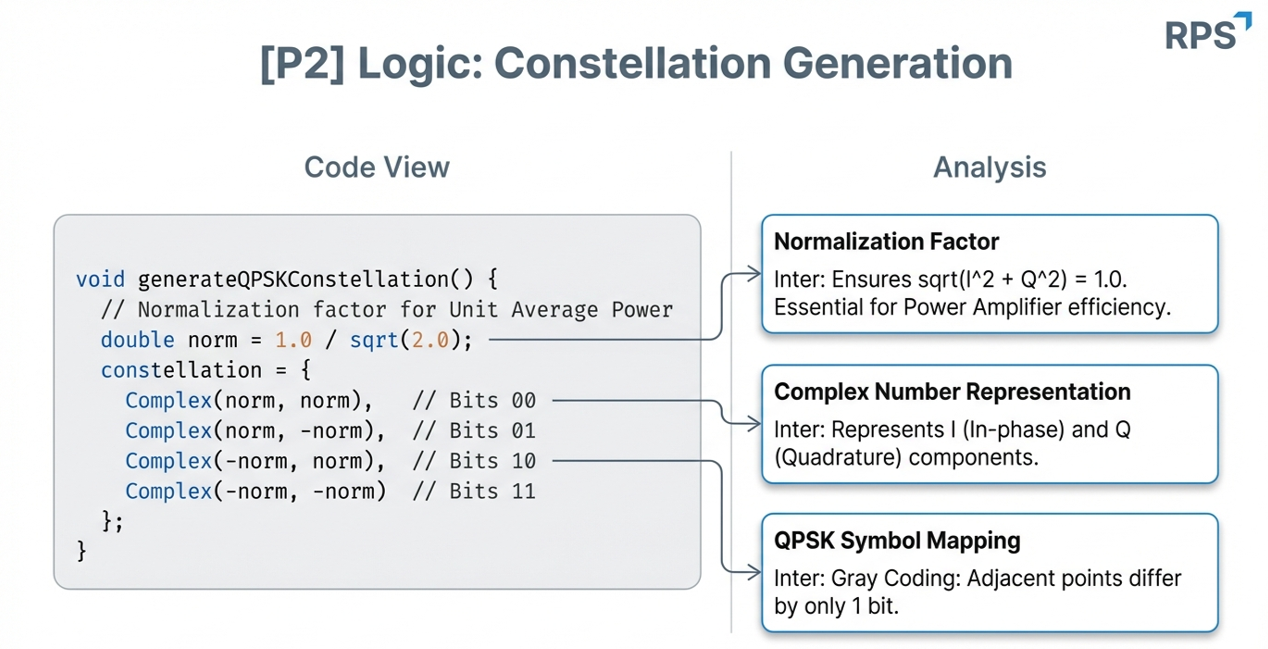 RPS
[P2] Logic: Constellation Generation
Code View
void generateQPSKConstellation() {
  // Normalization factor for Unit Average Power
  double norm = 1.0 / sqrt(2.0);
  constellation = {
    Complex(norm, norm),   // Bits 00
    Complex(norm, -norm),  // Bits 01
    Complex(-norm, norm),  // Bits 10
    Complex(-norm, -norm)  // Bits 11
  };
}
Analysis
Normalization Factor
Inter: Ensures sqrt(I^2 + Q^2) = 1.0.
Essential for Power Amplifier efficiency.
Complex Number Representation
Inter: Represents I (In-phase) and Q
(Quadrature) components.
QPSK Symbol Mapping
Inter: Gray Coding: Adjacent points differ
by only 1 bit.